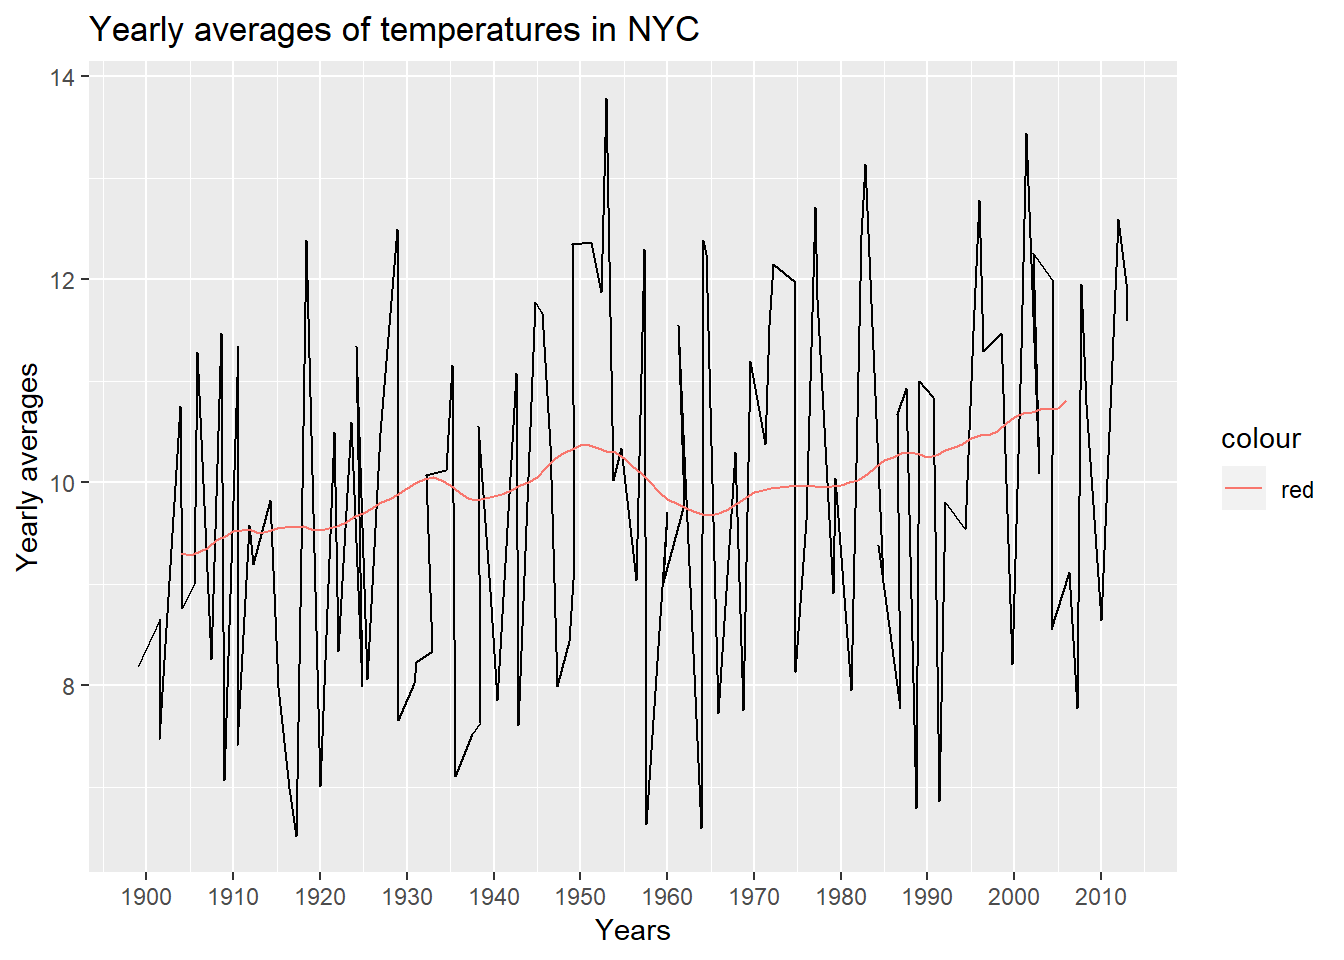 Yearly averages of temperatures in NYC
14
12
10
8
Yearly averages
1900 1910 1920 1930 1940 1950 1960 1970 1980 1990 2000 2010
Years
colour
red